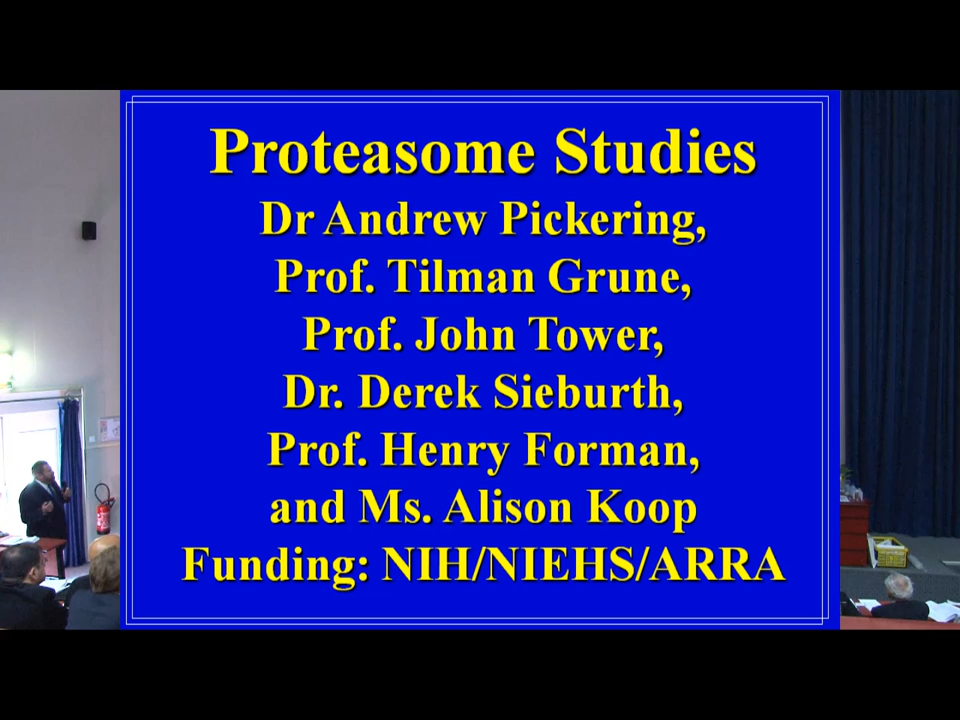 Proteasome Studies
Dr Andrew Pickering,
Prof. Tilman Grune,
Prof. John Tower,
Dr. Derek Sieburth,
Prof. Henry Forman,
and Ms. Alison Koop
Funding: NIH/NIEHS/ARRA